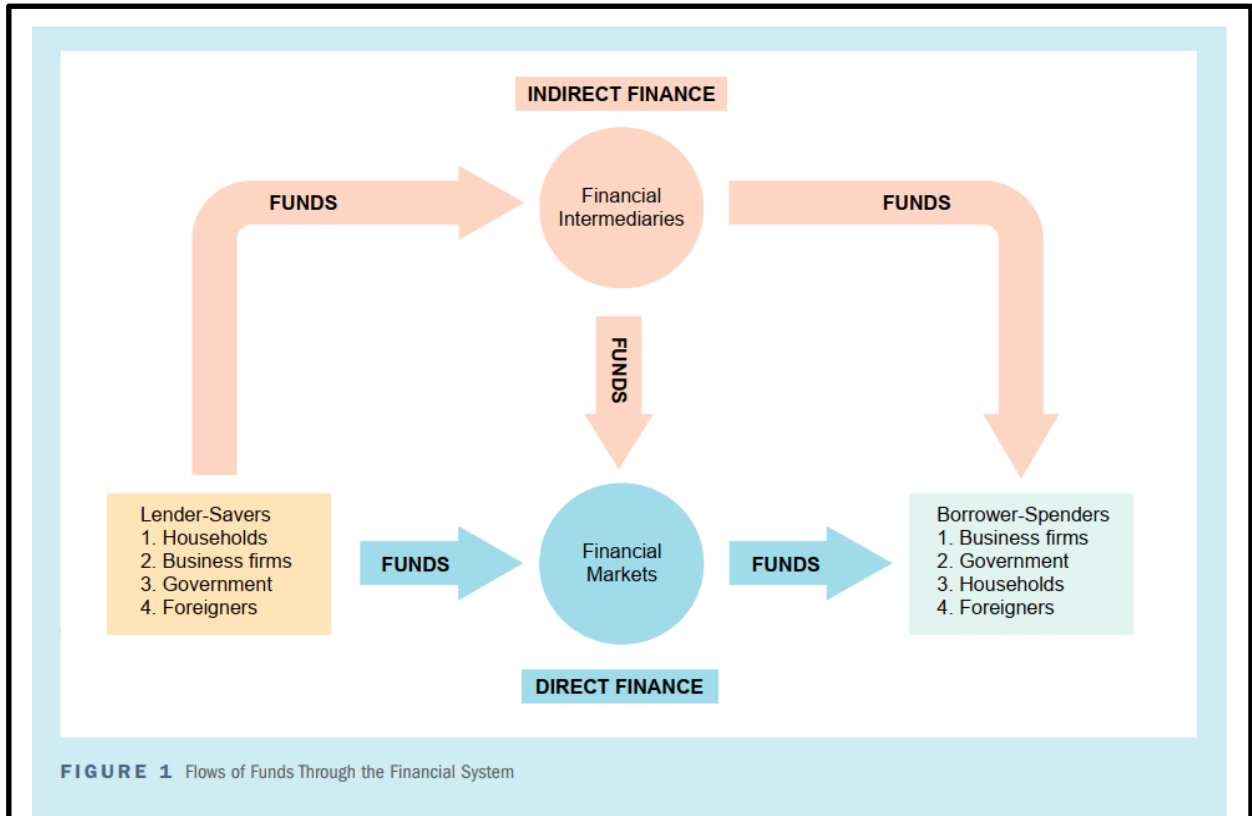 INDIRECT FINANCE
FUNDS
Financial
Intermediaries
FUNDS
FUNDS
Lender-Savers
1. Households
2. Business firms
3. Government
4. Foreigners
FUNDS
Financial
Markets
FUNDS
Borrower-Spenders
1. Business firms
2. Government
3. Households
4. Foreigners
DIRECT FINANCE
FIGURE 1 Flows of Funds Through the Financial System